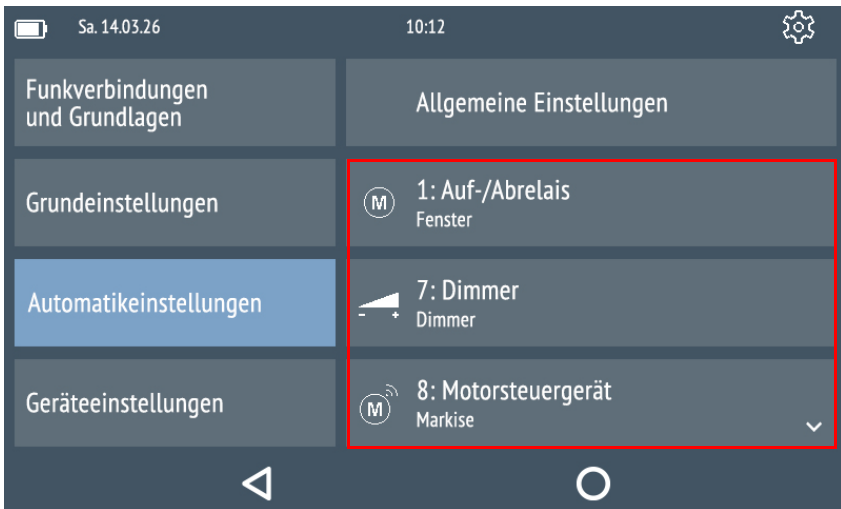 Sa. 14.03.26
10:12
Funkverbindungen
und Grundlagen
Allgemeine Einstellungen
Grundeinstellungen
M
1: Auf-/Abrelais
Fenster
Automatikeinstellungen
- +
7: Dimmer
Dimmer
Geräteeinstellungen
M
8: Motorsteuergerät
Markise